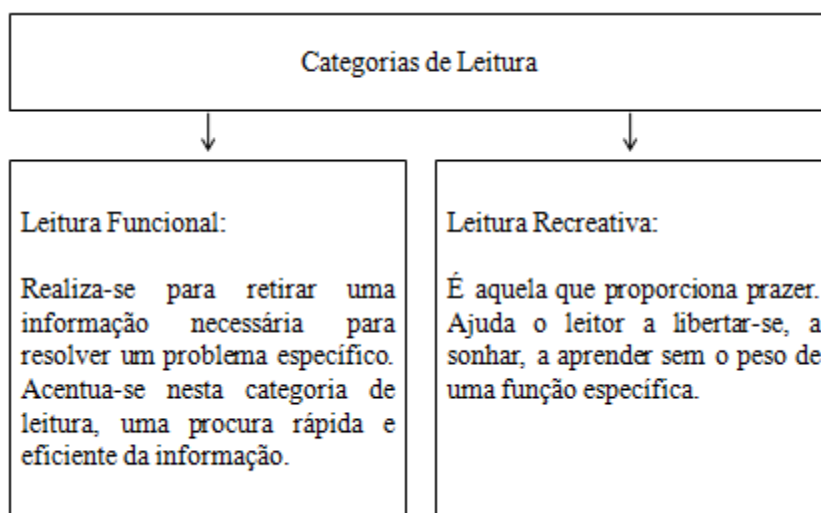 Categorias de Leitura
Leitura Funcional:
Realiza-se para retirar uma
informação necessária para
resolver um problema específico.
Acentua-se nesta categoria de
leitura, uma procura rápida e
eficiente da informação.
Leitura Recreativa:
É aquela que proporciona prazer.
Ajuda o leitor a libertar-se, a
sonhar, a aprender sem o peso de
uma função específica.